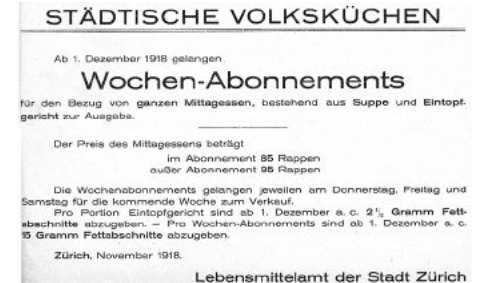 STÄDTISCHE VOLKSKÜCHEN
Ab 1. Dezember 1918 gelangen
Wochen-Abonnements
für den Bezug von ganzen Mittagessen, bestehend aus Suppe und Eintopf-
gericht zur Ausgabe.
Der Preis des Mittagessens beträgt
im Abonnement 85 Rappen
außer Abonnement 95 Rappen
Die Wochenabonnements gelangen jeweilen am Donnerstag, Freitag und
Samstag für die kommende Woche zum Verkauf.
Pro Portion Eintopfgericht sind ab 1. Dezember a. c. 2½ Gramm Fett-
abschnitte abzugeben. — Pro Wochen-Abonnements sind ab 1. Dezember a. c.
15 Gramm Fettabschnitte abzugeben.
Zürich, November 1918.
Lebensmittelamt der Stadt Zürich